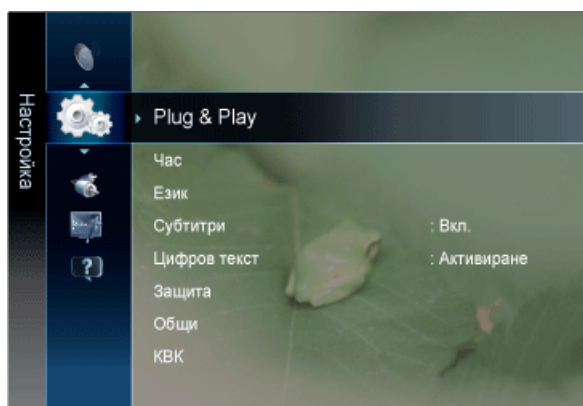 Настройка
Plug & Play
Час
Език
Субтитри : Вкл.
Цифров текст : Активиране
Защита
Общи
КВК